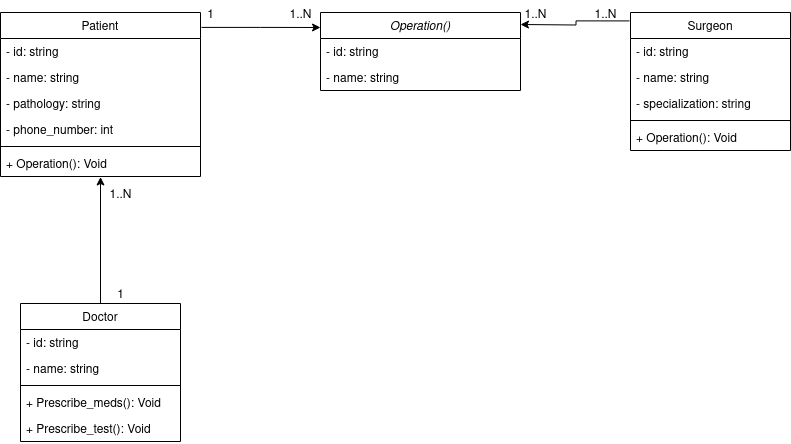 Patient
- id: string
- name: string
- pathology: string
- phone_number: int
+ Operation(): Void
1
1..N
Operation()
- id: string
- name: string
1..N
1..N
Surgeon
- id: string
- name: string
- specialization: string
+ Operation(): Void
1..N
1
Doctor
- id: string
- name: string
+ Prescribe_meds(): Void
+ Prescribe_test(): Void